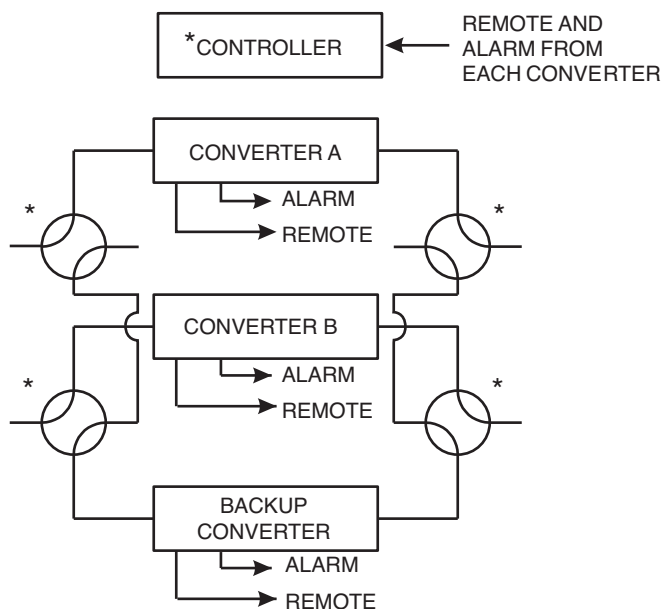 *CONTROLLER
REMOTE AND
ALARM FROM
EACH CONVERTER
CONVERTER A
ALARM
REMOTE
*
*
CONVERTER B
ALARM
REMOTE
*
*
BACKUP
CONVERTER
ALARM
REMOTE